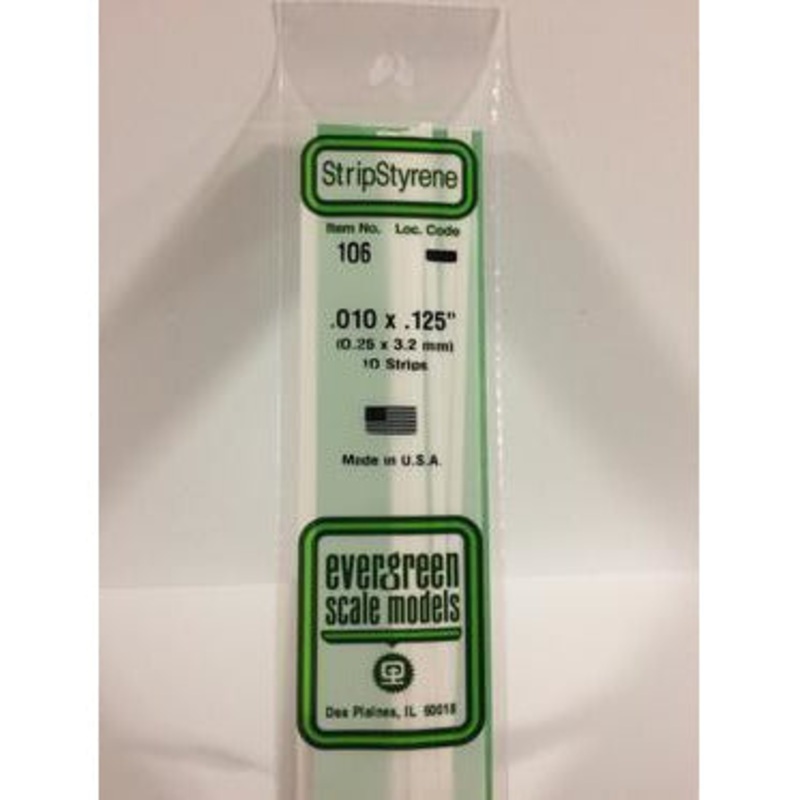 StripStyrene
Item No. Loc. Code
106
.010 x .125"
(0.25 x 3.2 mm)
10 Strips
Made in U.S.A.
evergreen
scale models
Des Plaines, IL 60018